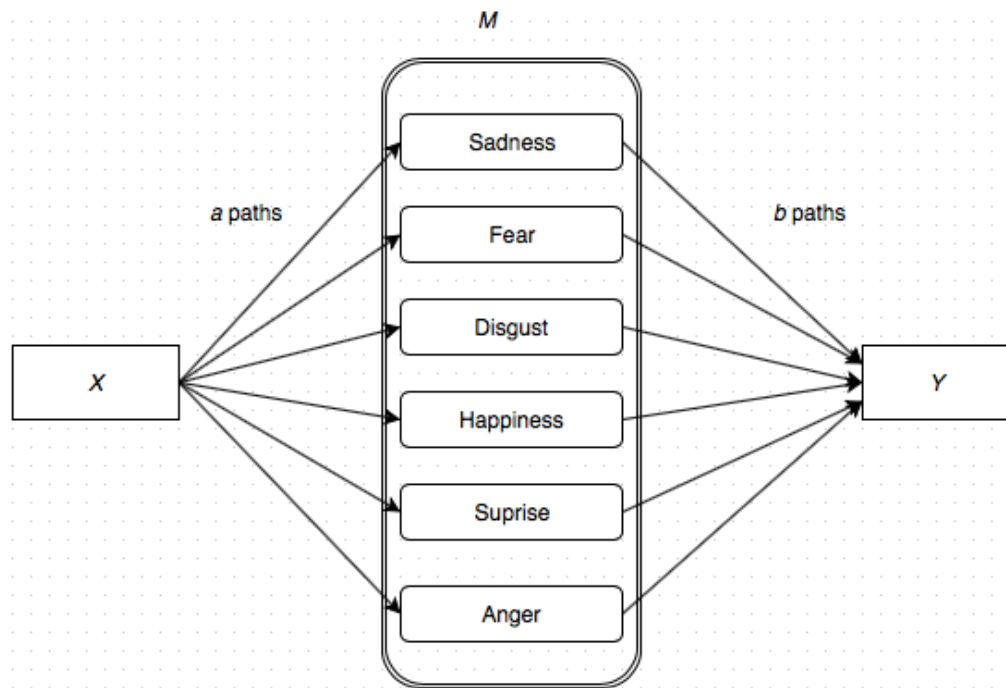 M
Sadness
a paths
b paths
Fear
Disgust
X
Y
Happiness
Suprise
Anger